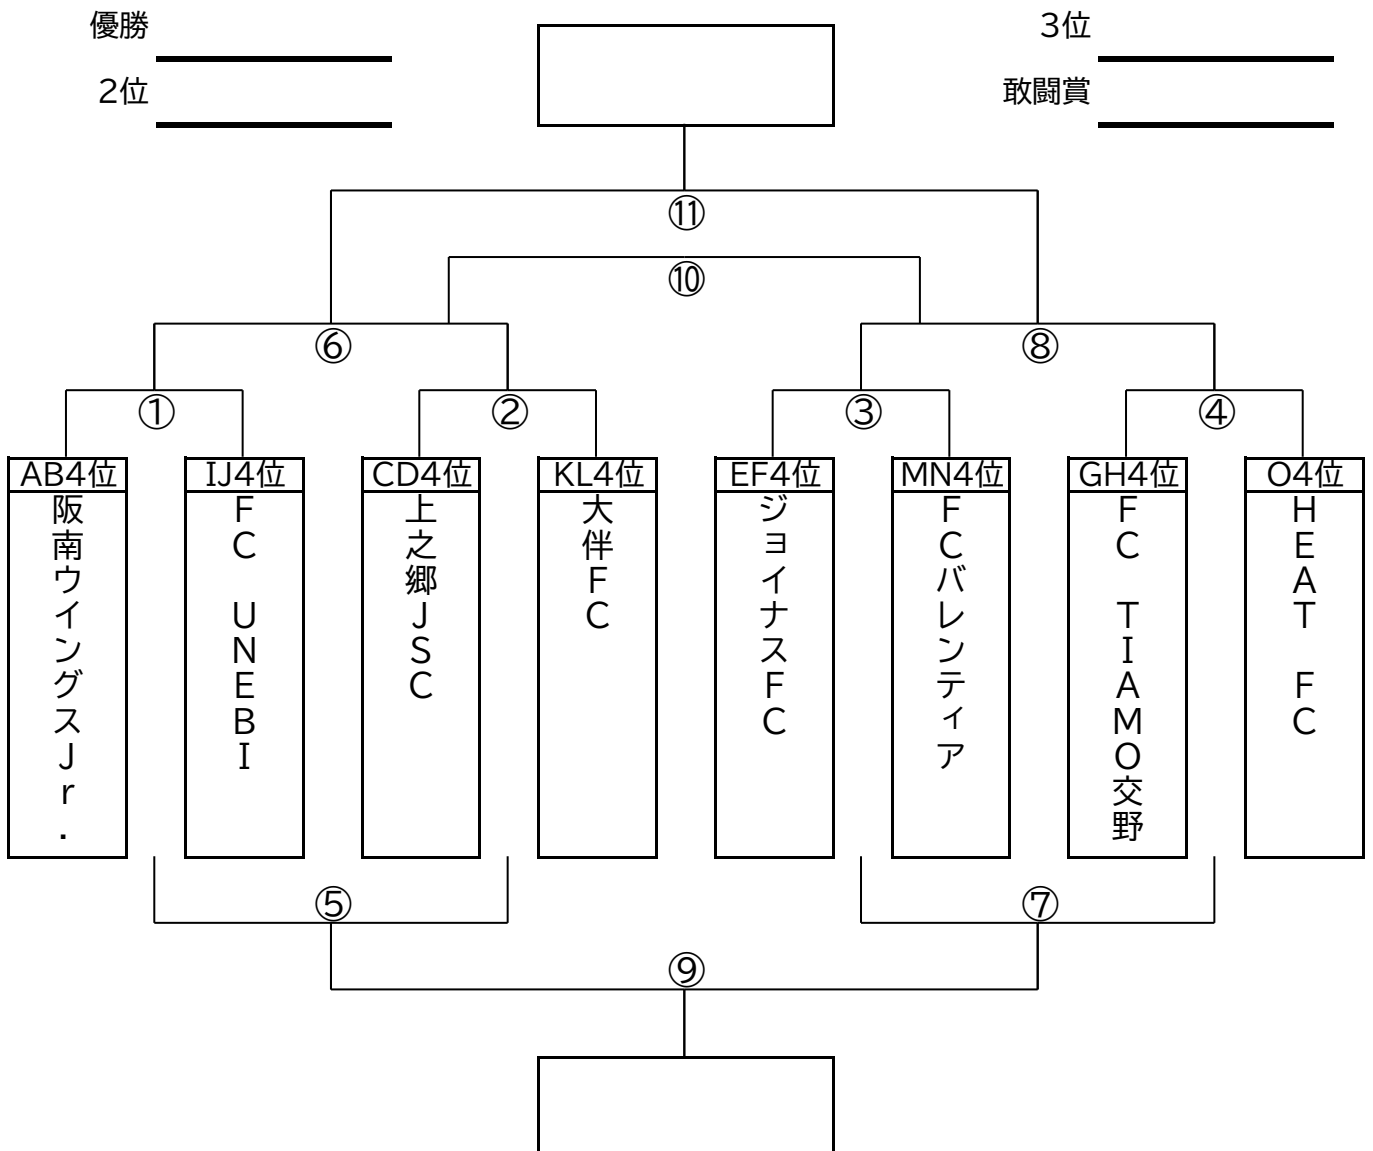 優勝
3位
2位
敢闘賞
⑪
⑩
⑥
⑧
①
②
③
④
AB4位
IJ4位
CD4位
KL4位
EF4位
MN4位
GH4位
O4位
阪南ウイングスJr.
FC UNEBI
上之郷JSC
大伴FC
ジョイナスFC
FCバレンティア
FC TIAMO交野
HEAT FC
⑤
⑦
⑨